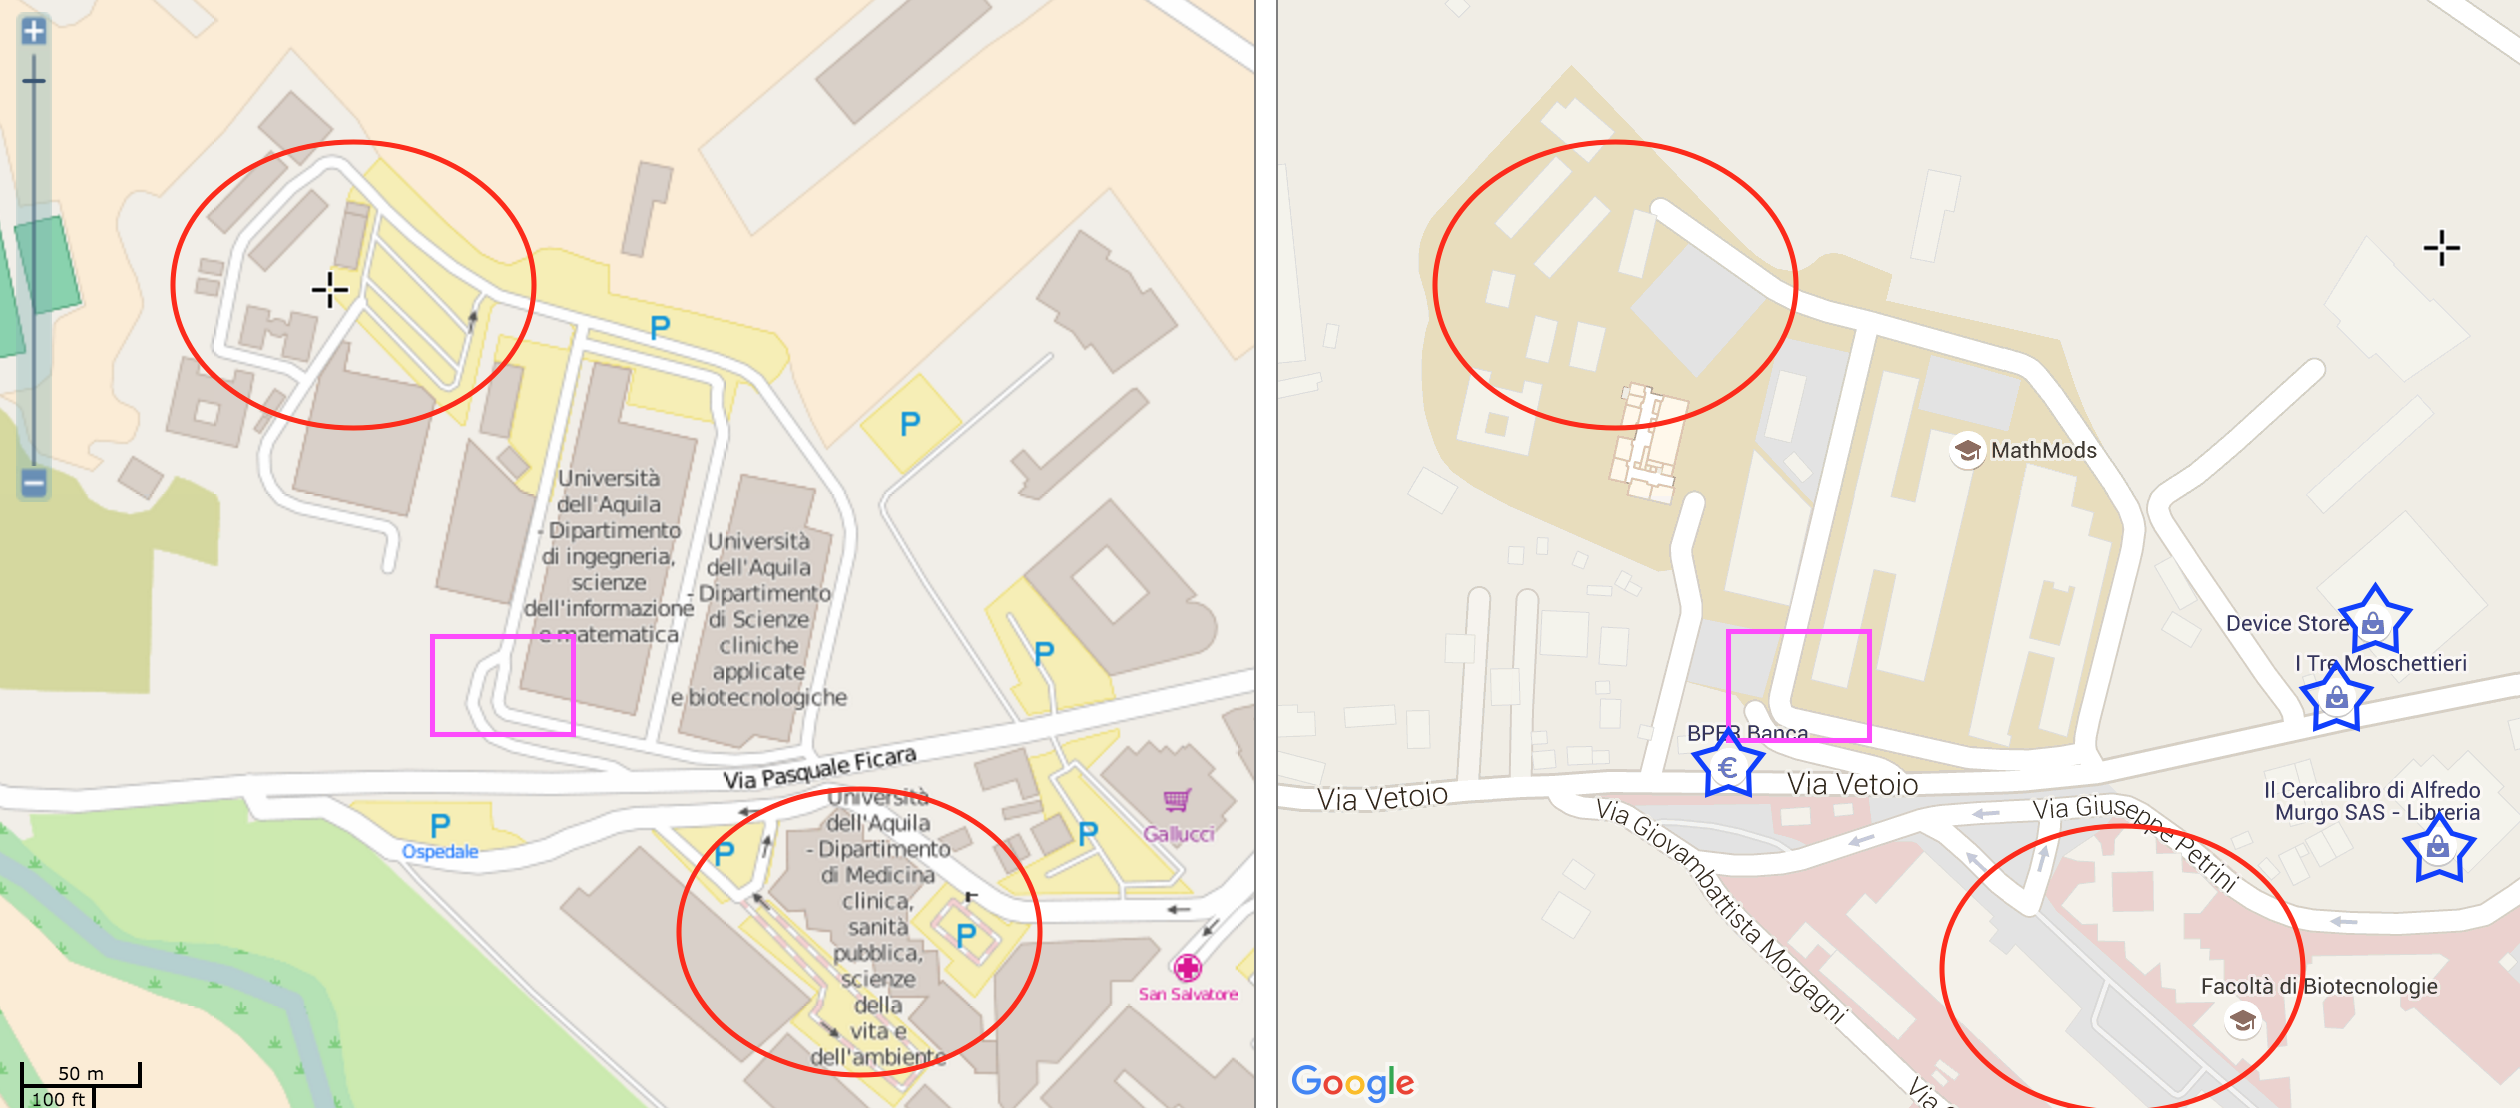 P
P
Università
dell'Aquila
- Dipartimento
di ingegneria,
scienze
dell'informazione
e matematica
Università
dell'Aquila
- Dipartimento
di Scienze
cliniche
applicate
e biotecnologiche
P
Via Pasquale Ficara
P
Ospedale
P
Università
dell'Aquila
- Dipartimento
di Medicina
clinica,
sanità
pubblica,
scienze
della
vita e
dell'ambiente
P
P
Gallucci
San Salvatore
50 m
100 ft
MathMods
Device Store
I Tre Moschettieri
BPER Banca
€
Via Vetoio
Via Vetoio
Via Giuseppe Petrini
Il Cercalibro di Alfredo
Murgo SAS - Libreria
Via Giovambattista Morgagni
Facoltà di Biotecnologie
Via
Google